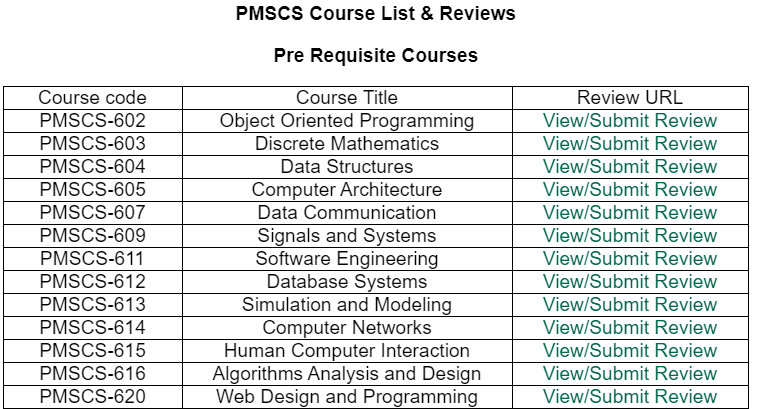 PMSCS Course List & Reviews
Pre Requisite Courses
Course code Course Title Review URL
PMSCS-602 Object Oriented Programming View/Submit Review
PMSCS-603 Discrete Mathematics View/Submit Review
PMSCS-604 Data Structures View/Submit Review
PMSCS-605 Computer Architecture View/Submit Review
PMSCS-607 Data Communication View/Submit Review
PMSCS-609 Signals and Systems View/Submit Review
PMSCS-611 Software Engineering View/Submit Review
PMSCS-612 Database Systems View/Submit Review
PMSCS-613 Simulation and Modeling View/Submit Review
PMSCS-614 Computer Networks View/Submit Review
PMSCS-615 Human Computer Interaction View/Submit Review
PMSCS-616 Algorithms Analysis and Design View/Submit Review
PMSCS-620 Web Design and Programming View/Submit Review